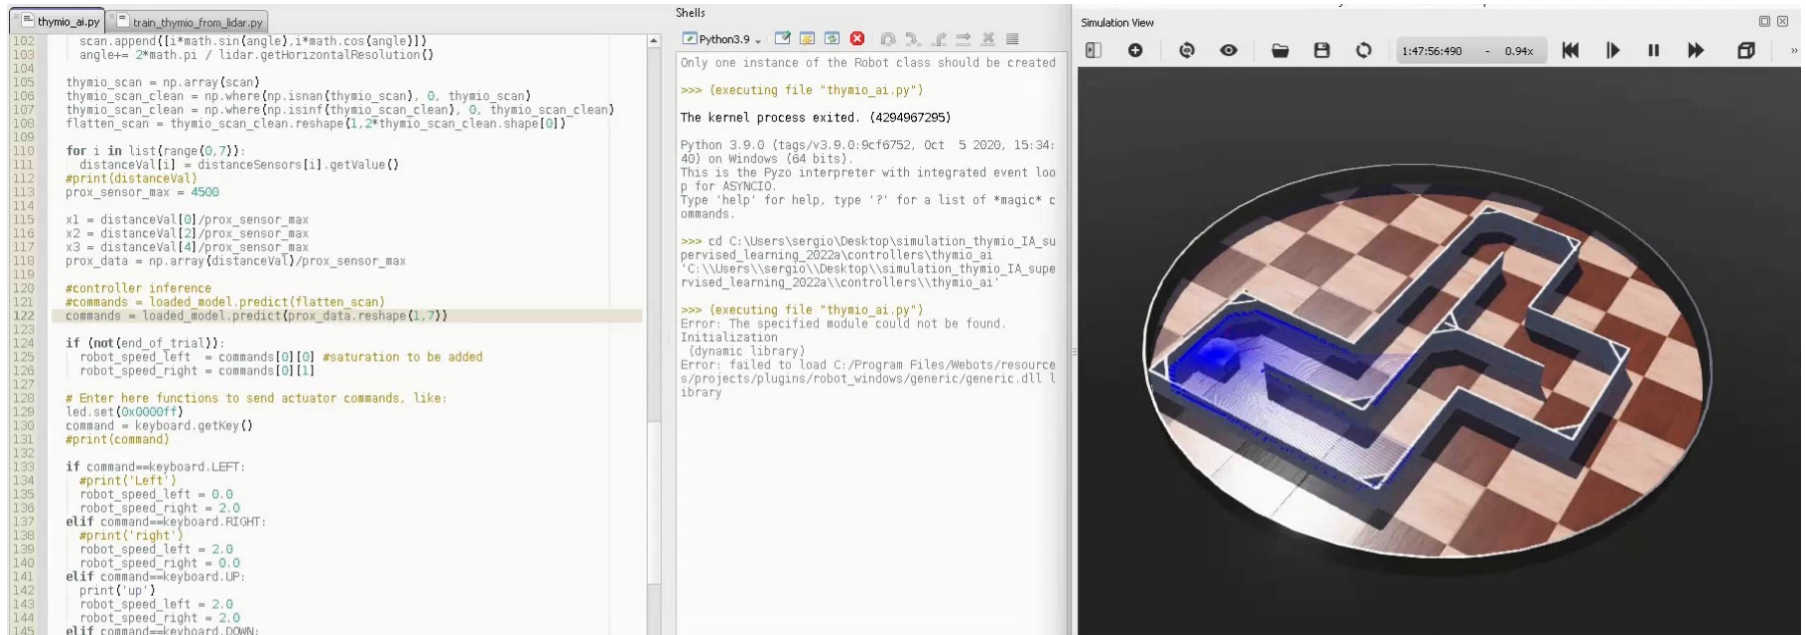 thymio_ai.py
train_thymio_from_lidar.py
102 scan.append([i*math.sin(angle),i*math.cos(angle)])
103 angle+= 2*math.pi / lidar.getHorizontalResolution()
104
105 thymio_scan = np.array(scan)
106 thymio_scan_clean = np.where(np.isnan(thymio_scan), 0, thymio_scan)
107 thymio_scan_clean = np.where(np.isinf(thymio_scan_clean), 0, thymio_scan_clean)
108 flatten_scan = thymio_scan_clean.reshape(1,2*thymio_scan_clean.shape[0])
109
110 for i in list(range(0,7)):
111 distanceVal[i] = distanceSensors[i].getValue()
112 #print(distanceVal)
113 prox_sensor_max = 4500
114
115 x1 = distanceVal[0]/prox_sensor_max
116 x2 = distanceVal[2]/prox_sensor_max
117 x3 = distanceVal[4]/prox_sensor_max
118 prox_data = np.array(distanceVal)/prox_sensor_max
119
120 #controller inference
121 #commands = loaded_model.predict(flatten_scan)
122 commands = loaded_model.predict(prox_data.reshape(1,7))
123
124 if (not(end_of_trial)):
125 robot_speed_left = commands[0][0] #saturation to be added
126 robot_speed_right = commands[0][1]
127
128 # Enter here functions to send actuator commands, like:
129 led.set(0x0000ff)
130 command = keyboard.getKey()
131 #print(command)
132
133 if command==keyboard.LEFT:
134 #print('Left')
135 robot_speed_left = 0.0
136 robot_speed_right = 2.0
137 elif command==keyboard.RIGHT:
138 #print('right')
139 robot_speed_left = 2.0
140 robot_speed_right = 0.0
141 elif command==keyboard.UP:
142 print('up')
143 robot_speed_left = 2.0
144 robot_speed_right = 2.0
145 elif command==keyboard.DOWN:
Shells
Python3.9
Only one instance of the Robot class should be created
>>> (executing file "thymio_ai.py")
The kernel process exited. (4294967295)
Python 3.9.0 (tags/v3.9.0:9cf6752, Oct 5 2020, 15:34:
40) on Windows (64 bits).
This is the Pyzo interpreter with integrated event loo
p for ASYNCIO.
Type 'help' for help, type '?' for a list of *magic* c
ommands.
>>> cd C:\Users\sergio\Desktop\simulation_thymio_IA_su
pervised_learning_2022a\controllers\thymio_ai
'C:\\Users\\sergio\\Desktop\\simulation_thymio_IA_supe
rvised_learning_2022a\\controllers\\thymio_ai'
>>> (executing file "thymio_ai.py")
Error: The specified module could not be found.
Initialization
(dynamic library)
Error: failed to load C:/Program Files/Webots/resource
s/projects/plugins/robot_windows/generic/generic.dll l
ibrary
Simulation View
1:47:56:490 - 0.94x